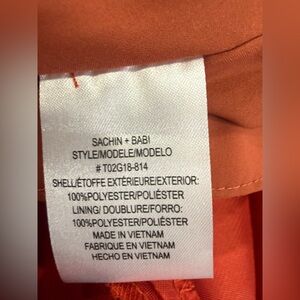 SACHIN + BABI
STYLE/MODELE/MODELO
# T02G18-814
SHELL/ÉTOFFE EXTÉRIEURE/EXTERIOR:
100%POLYESTER/POLIÉSTER
LINING/ DOUBLURE/FORRO:
100%POLYESTER/POLIÉSTER
MADE IN VIETNAM
FABRIQUE EN VIETNAM
HECHO EN VIETNAM